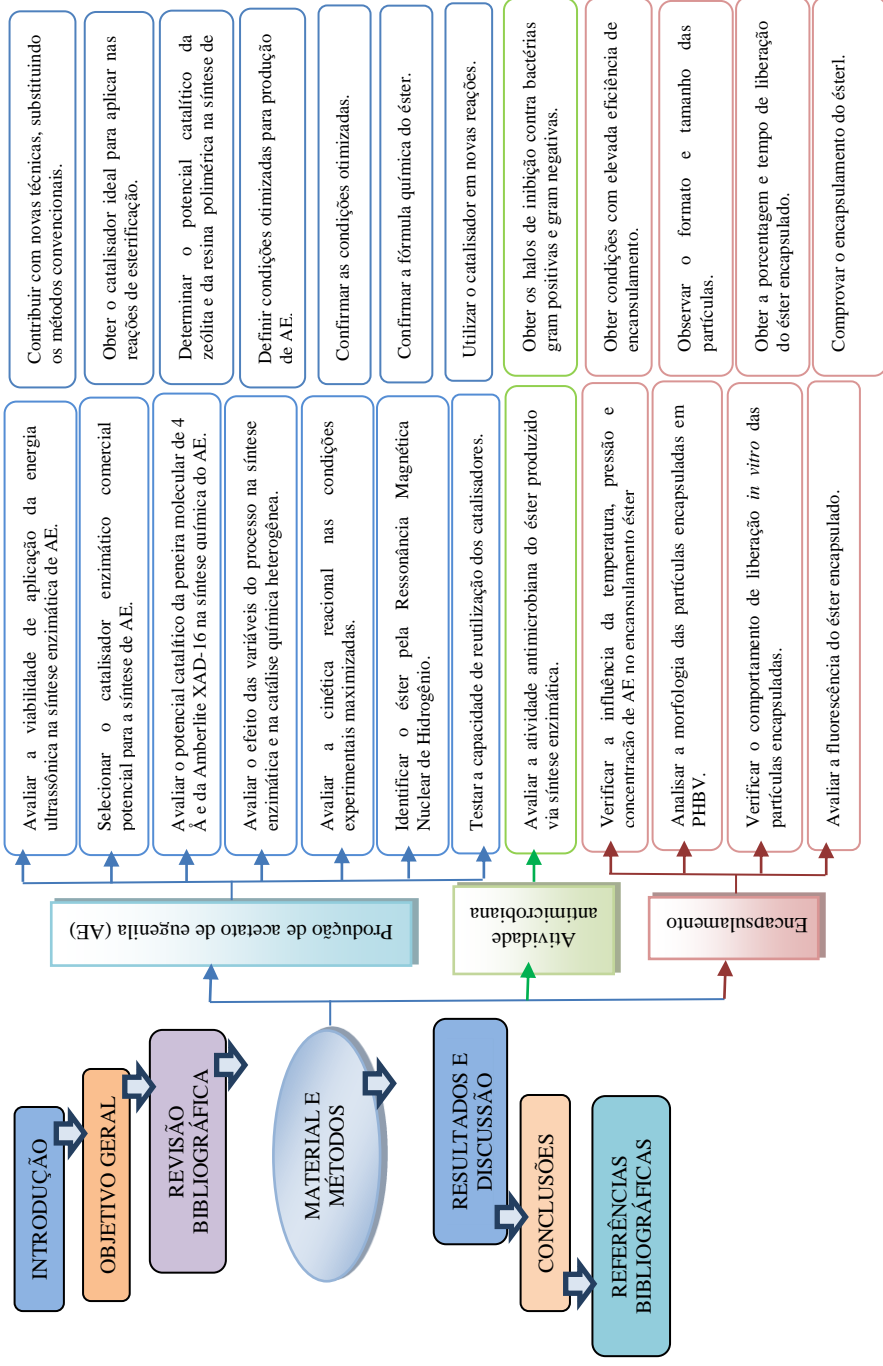 INTRODUÇÃO
OBJETIVO GERAL
REVISÃO
BIBLIOGRÁFICA
MATERIAL E
MÉTODOS
RESULTADOS E
DISCUSSÃO
CONCLUSÕES
REFERÊNCIAS
BIBLIOGRÁFICAS
Produção de acetato de eugenila (AE)
Atividade
antimicrobiana
Encapsulamento
Avaliar a viabilidade de aplicação da energia
ultrassônica na síntese enzimática de AE.
Contribuir com novas técnicas, substituindo
os métodos convencionais.
Selecionar o catalisador enzimático comercial
potencial para a síntese de AE.
Obter o catalisador ideal para aplicar nas
reações de esterificação.
Avaliar o potencial catalítico da peneira molecular de 4
Å e da Amberlite XAD-16 na síntese química do AE.
Determinar o potencial catalítico da
zeólita e da resina polimérica na síntese de
Avaliar o efeito das variáveis do processo na síntese
enzimática e na catálise química heterogênea.
Definir condições otimizadas para produção
de AE.
Avaliar a cinética reacional nas condições
experimentais maximizadas.
Confirmar as condições otimizadas.
Identificar o éster pela Ressonância Magnética
Nuclear de Hidrogênio.
Confirmar a fórmula química do éster.
Testar a capacidade de reutilização dos catalisadores.
Utilizar o catalisador em novas reações.
Avaliar a atividade antimicrobiana do éster produzido
via síntese enzimática.
Obter os halos de inibição contra bactérias
gram positivas e gram negativas.
Verificar a influência da temperatura, pressão e
concentração de AE no encapsulamento éster
Obter condições com elevada eficiência de
encapsulamento.
Analisar a morfologia das partículas encapsuladas em
PHBV.
Observar o formato e tamanho das
partículas.
Verificar o comportamento de liberação in vitro das
partículas encapsuladas.
Obter a porcentagem e tempo de liberação
do éster encapsulado.
Avaliar a fluorescência do éster encapsulado.
Comprovar o encapsulamento do ésterl.